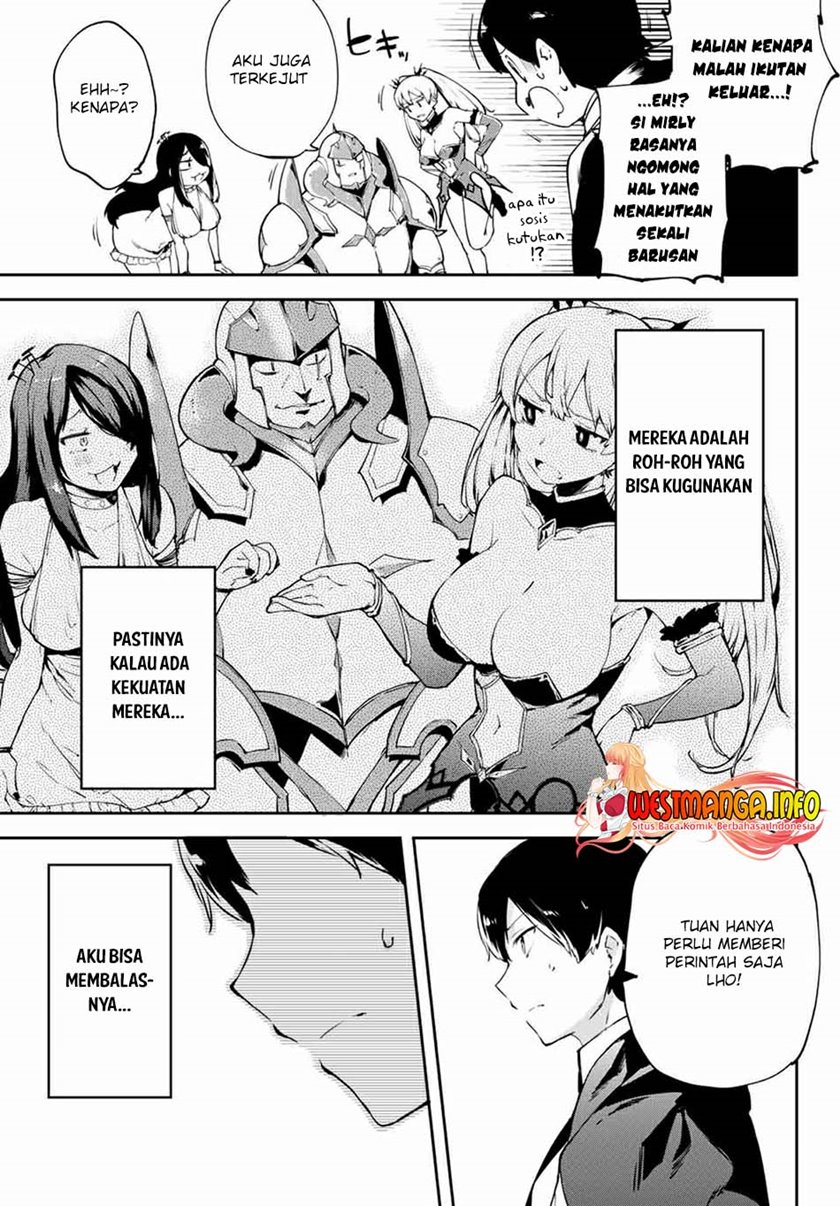 KALIAN KENAPA
MALAH IKUTAN
KELUAR...!
...EH!?
SI MIRLY
RASANYA
NGOMONG
HAL YANG
MENAKUTKAN
SEKALI
BARUSAN
ヒキッ
AKU JUGA
TERKEJUT
apa itu
sosis
kutukan
!?
EHH~?
KENAPA?
MEREKA ADALAH
ROH-ROH YANG
BISA KUGUNAKAN
PASTINYA
KALAU ADA
KEKUATAN
MEREKA...
WESTMANGA.INFO
Situs Baca Komik Berbahasa Indonesia
TUAN HANYA
PERLU MEMBERI
PERINTAH SAJA
LHO!
AKU BISA
MEMBALAS-
NYA...